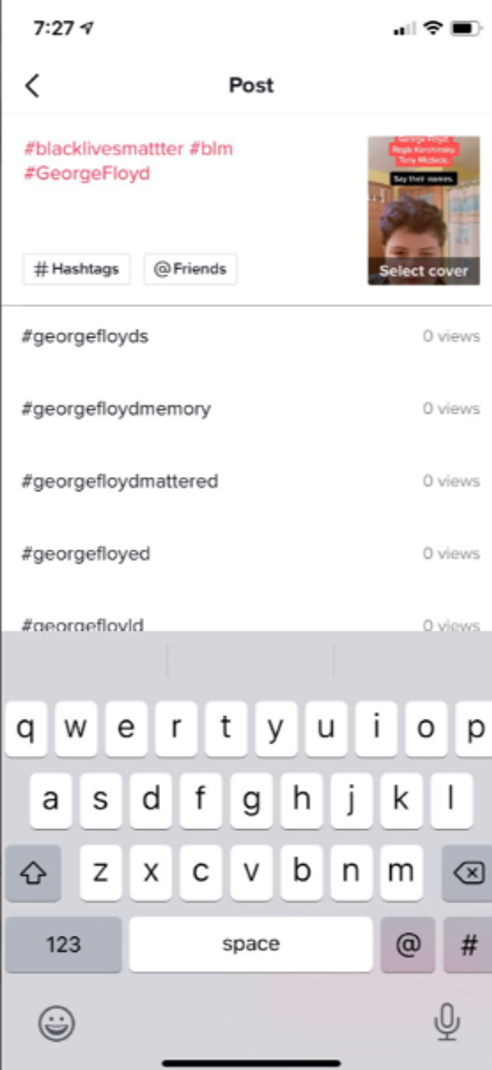 7:27
Post
#blacklivesmattter #blm
#GeorgeFloyd
George Floyd,
Regis Korchinsky,
Tony Mcdade.
Say their names.
Select cover
# Hashtags
@ Friends
#georgefloyds 0 views
#georgefloydmemory 0 views
#georgefloydmattered 0 views
#georgefloyed 0 views
#georgefloyld 0 views
q w e r t y u i o p
a s d f g h j k l
z x c v b n m
123 space @ #